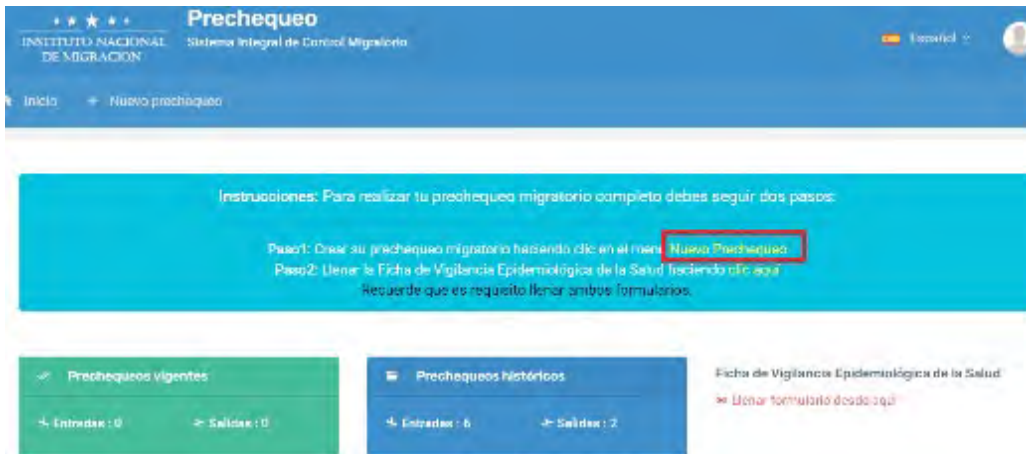 Prechequeo
INSTITUTO NACIONAL
DE MIGRACION
Sistema Integral de Control Migratorio
Español
Inicio
Nuevo prechequeo
Instrucciones: Para realizar tu prechequeo migratorio completo debes seguir dos pasos:
Paso1: Crear su prechequeo migratorio haciendo clic en el menú Nuevo Prechequeo
Paso2: Llenar la Ficha de Vigilancia Epidemiológica de la Salud haciendo clic aquí
Recuerde que es requisito llenar ambos formularios.
Prechequeos vigentes
Entradas : 0
Salidas : 0
Prechequeos históricos
Entradas : 6
Salidas : 2
Ficha de Vigilancia Epidemiológica de la Salud
Llenar formulario desde aquí